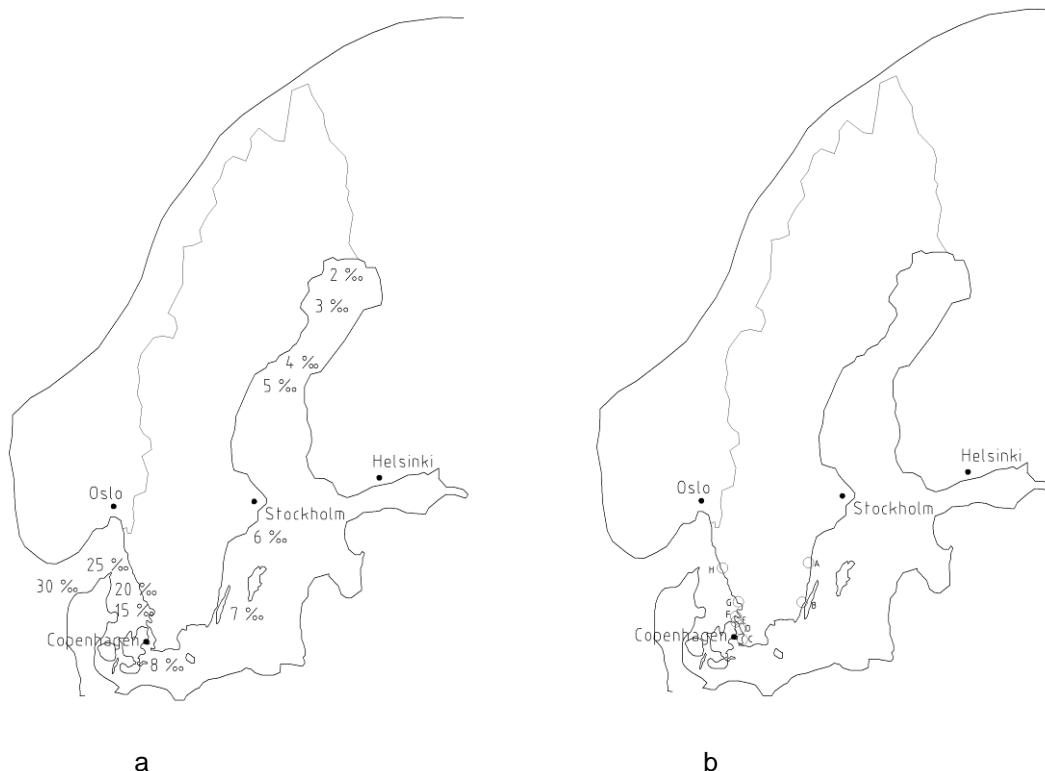 2 ‰
3 ‰
4 ‰
5 ‰
Helsinki
Oslo
Stockholm
6 ‰
25 ‰
30 ‰
20 ‰
15 ‰
7 ‰
Copenhagen
8 ‰
a
Helsinki
Oslo
Stockholm
A
H
G
B
F
E
D
Copenhagen
C
b